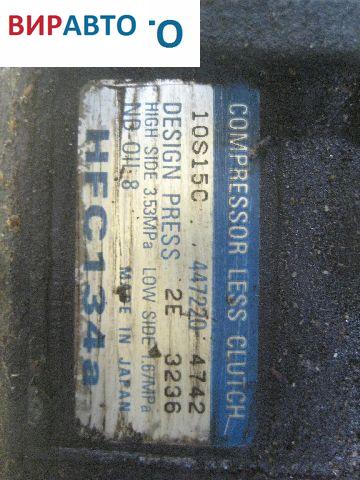 ВИРАВТО
COMPRESSOR LESS CLUTCH
10S15C 447220 4742
DESIGN PRESS 2E 3236
HIGH SIDE 3.53MPa LOW SIDE 1.67MPa
ND-OIL 8 MADE IN JAPAN
HFC134a